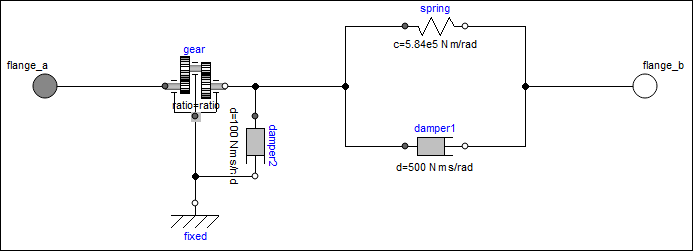 spring
c=5.84e5 N m/rad
gear
flange_a
flange_b
ratio=ratio
d=100 N m s/rad
damper2
damper1
d=500 N m s/rad
fixed